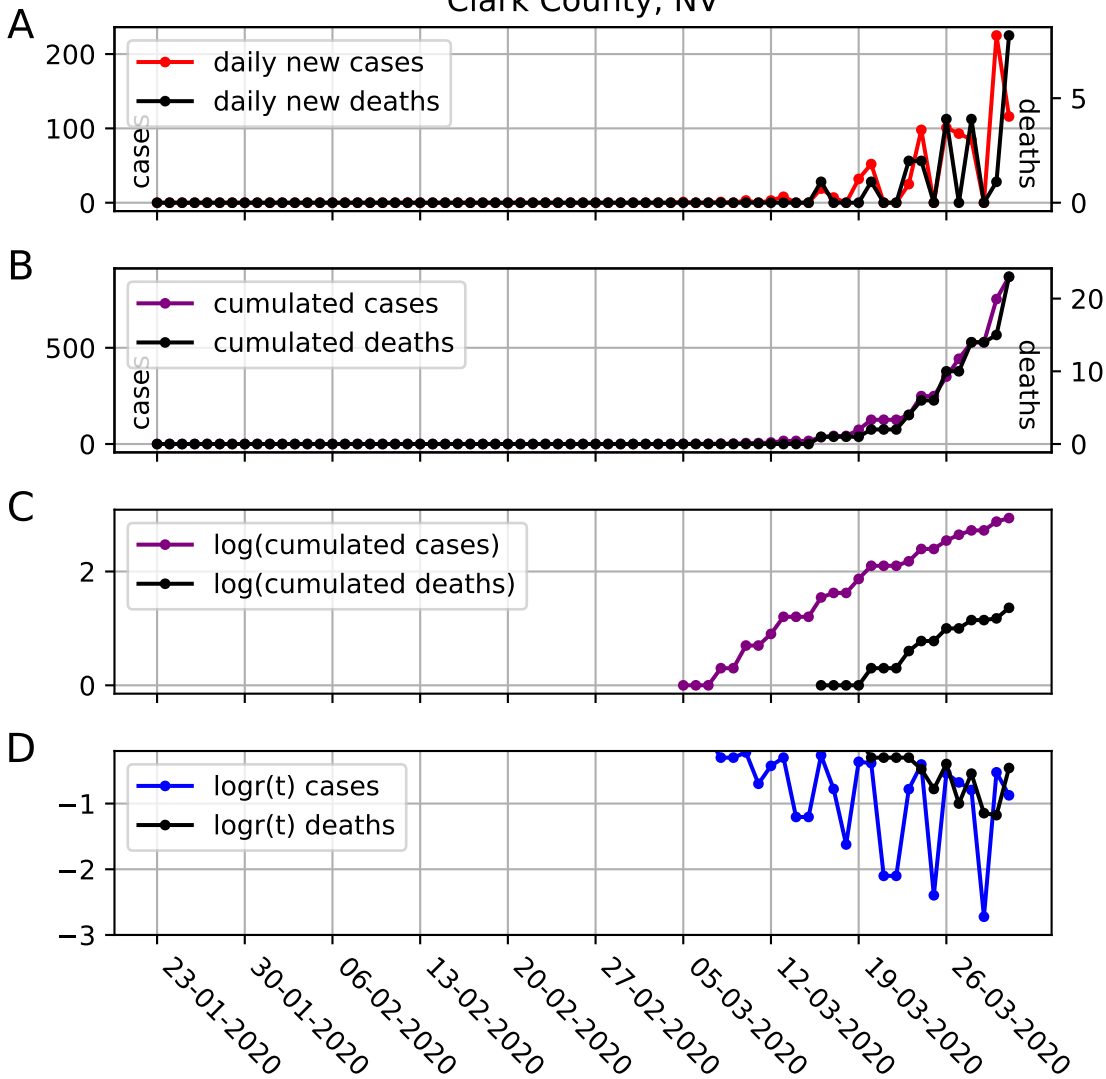 Clark County, NV
A
200
100
0
cases
daily new cases
daily new deaths
5
0
deaths
B
500
0
cases
cumulated cases
cumulated deaths
20
10
0
deaths
C
2
0
log(cumulated cases)
log(cumulated deaths)
D
−1
−2
−3
logr(t) cases
logr(t) deaths
23-01-2020
30-01-2020
06-02-2020
13-02-2020
20-02-2020
27-02-2020
05-03-2020
12-03-2020
19-03-2020
26-03-2020